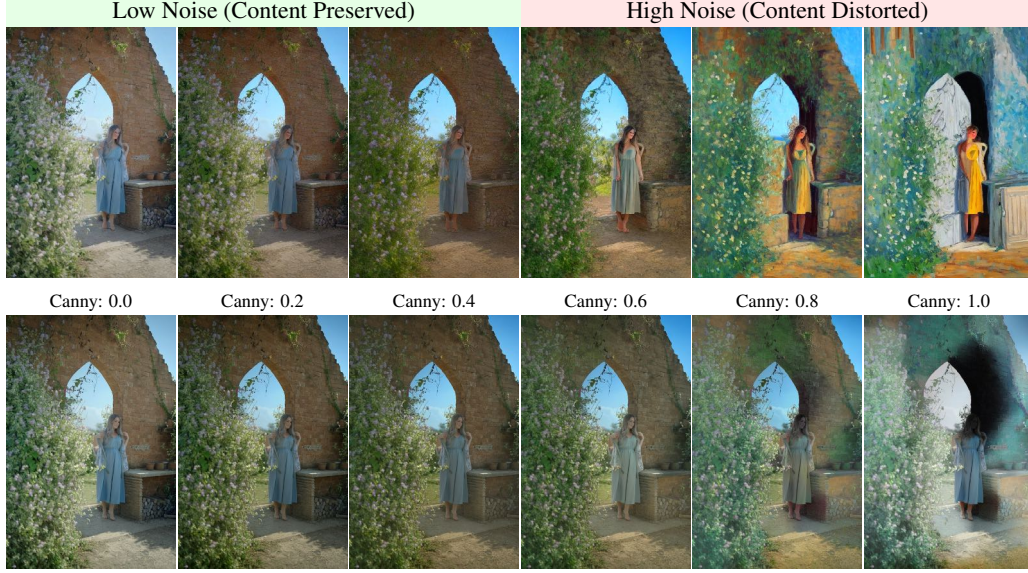 Low Noise (Content Preserved)
High Noise (Content Distorted)
Canny: 0.0
Canny: 0.2
Canny: 0.4
Canny: 0.6
Canny: 0.8
Canny: 1.0